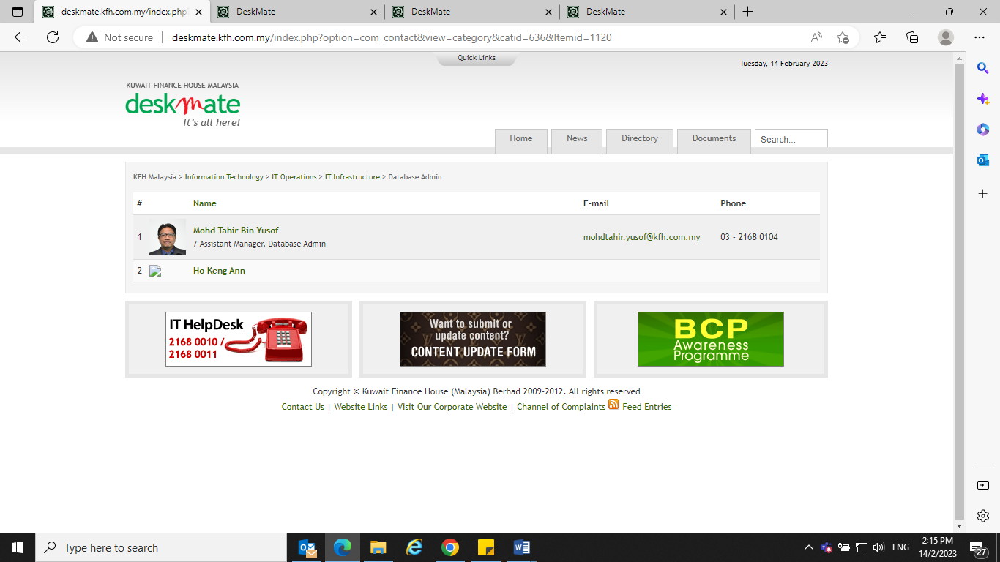 deskmate.kfh.com.my/index.php
DeskMate
DeskMate
DeskMate
Not secure
deskmate.kfh.com.my/index.php?option=com_contact&view=category&catid=636&Itemid=1120
Quick Links
Tuesday, 14 February 2023
KUWAIT FINANCE HOUSE MALAYSIA
deskmate
It's all here!
Home
News
Directory
Documents
Search...
KFH Malaysia > Information Technology > IT Operations > IT Infrastructure > Database Admin
# Name E-mail Phone
1 Mohd Tahir Bin Yusof
/ Assistant Manager, Database Admin
mohdtahir.yusof@kfh.com.my 03 - 2168 0104
2 Ho Keng Ann
IT HelpDesk
2168 0010 /
2168 0011
Want to submit or
update content?
CONTENT UPDATE FORM
BCP
Awareness
Programme
Copyright © Kuwait Finance House (Malaysia) Berhad 2009-2012. All rights reserved
Contact Us | Website Links | Visit Our Corporate Website | Channel of Complaints Feed Entries
Type here to search
ENG
2:15 PM
14/2/2023
27